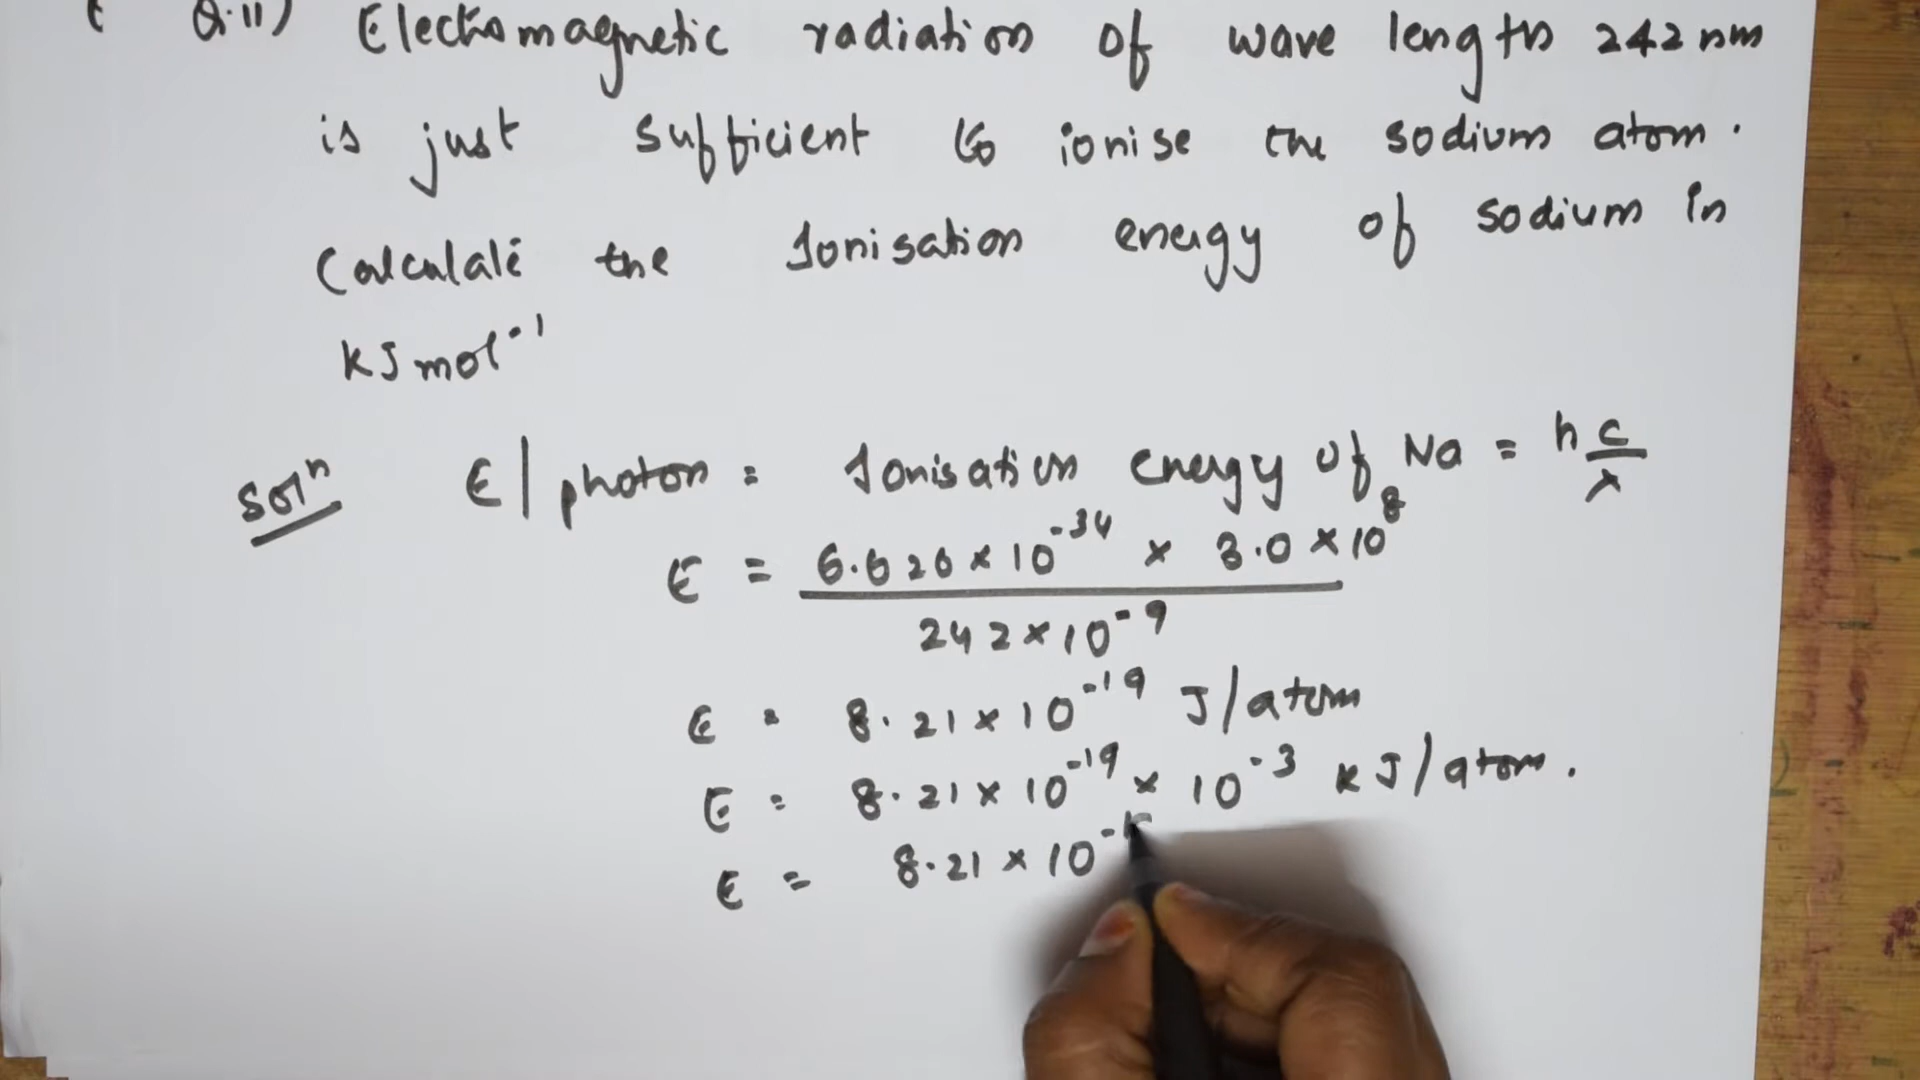 Q.11) Electromagnetic radiation of wave length 242 nm
is just sufficient to ionise the sodium atom.
Calculate the Ionisation energy of sodium in
kJ mol⁻¹
Solⁿ E/photon = Ionisation energy of Na = h c/λ
E = 6.626 × 10⁻³⁴ × 3.0 × 10⁸
242 × 10⁻⁹
E = 8.21 × 10⁻¹⁹ J/atom
E = 8.21 × 10⁻¹⁹ × 10⁻³ kJ/atom.
E = 8.21 × 10